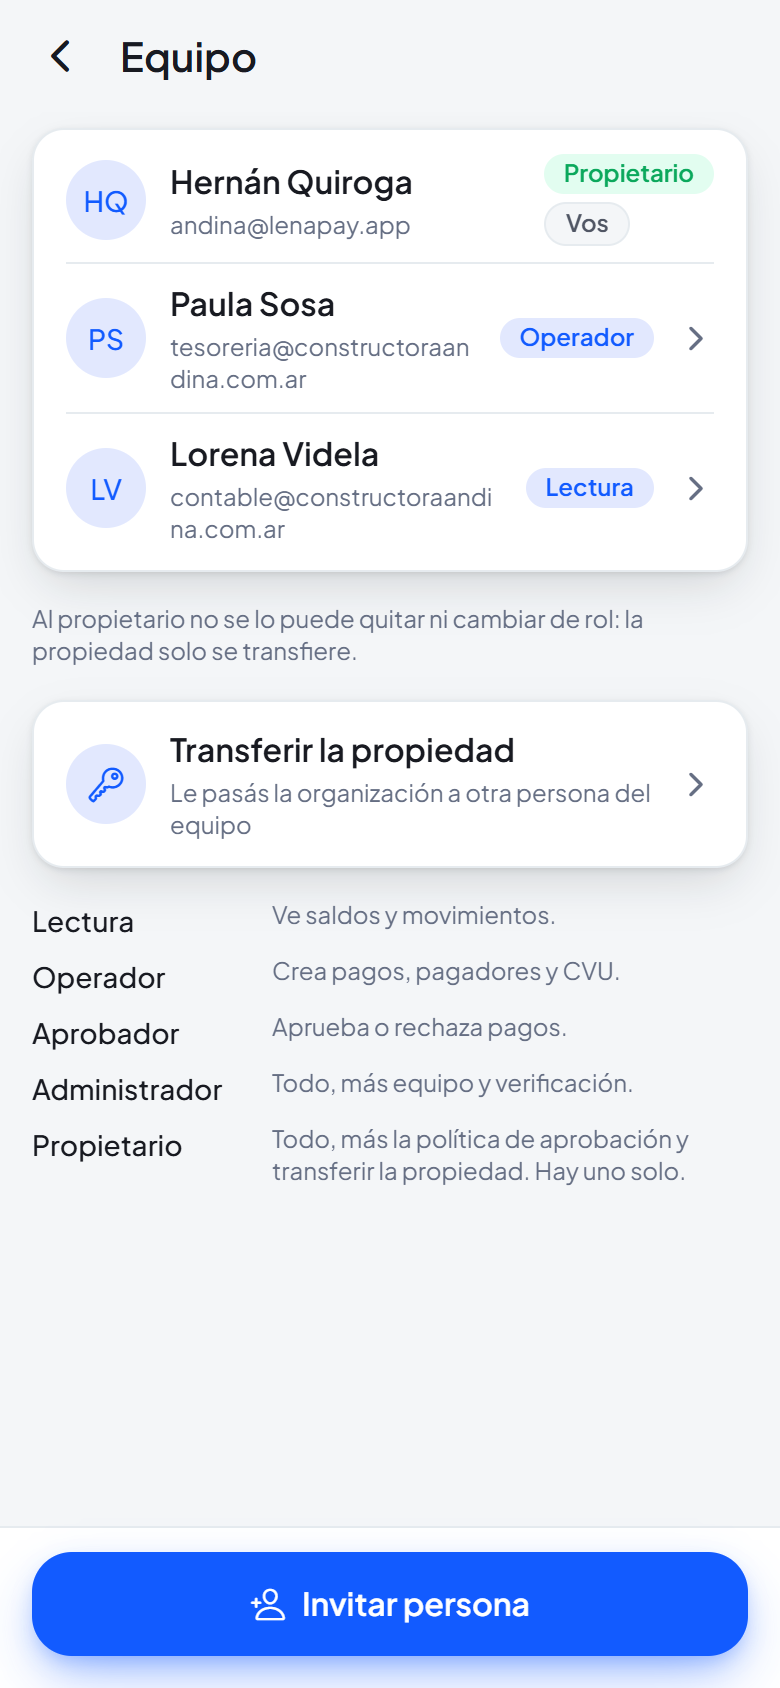 Equipo
HQ
Hernán Quiroga
andina@lenapay.app
Propietario
Vos
PS
Paula Sosa
tesoreria@constructoraan
dina.com.ar
Operador
LV
Lorena Videla
contable@constructoraandi
na.com.ar
Lectura
Al propietario no se lo puede quitar ni cambiar de rol: la
propiedad solo se transfiere.
Transferir la propiedad
Le pasás la organización a otra persona del
equipo
Lectura
Ve saldos y movimientos.
Operador
Crea pagos, pagadores y CVU.
Aprobador
Aprueba o rechaza pagos.
Administrador
Todo, más equipo y verificación.
Propietario
Todo, más la política de aprobación y
transferir la propiedad. Hay uno solo.
Invitar persona